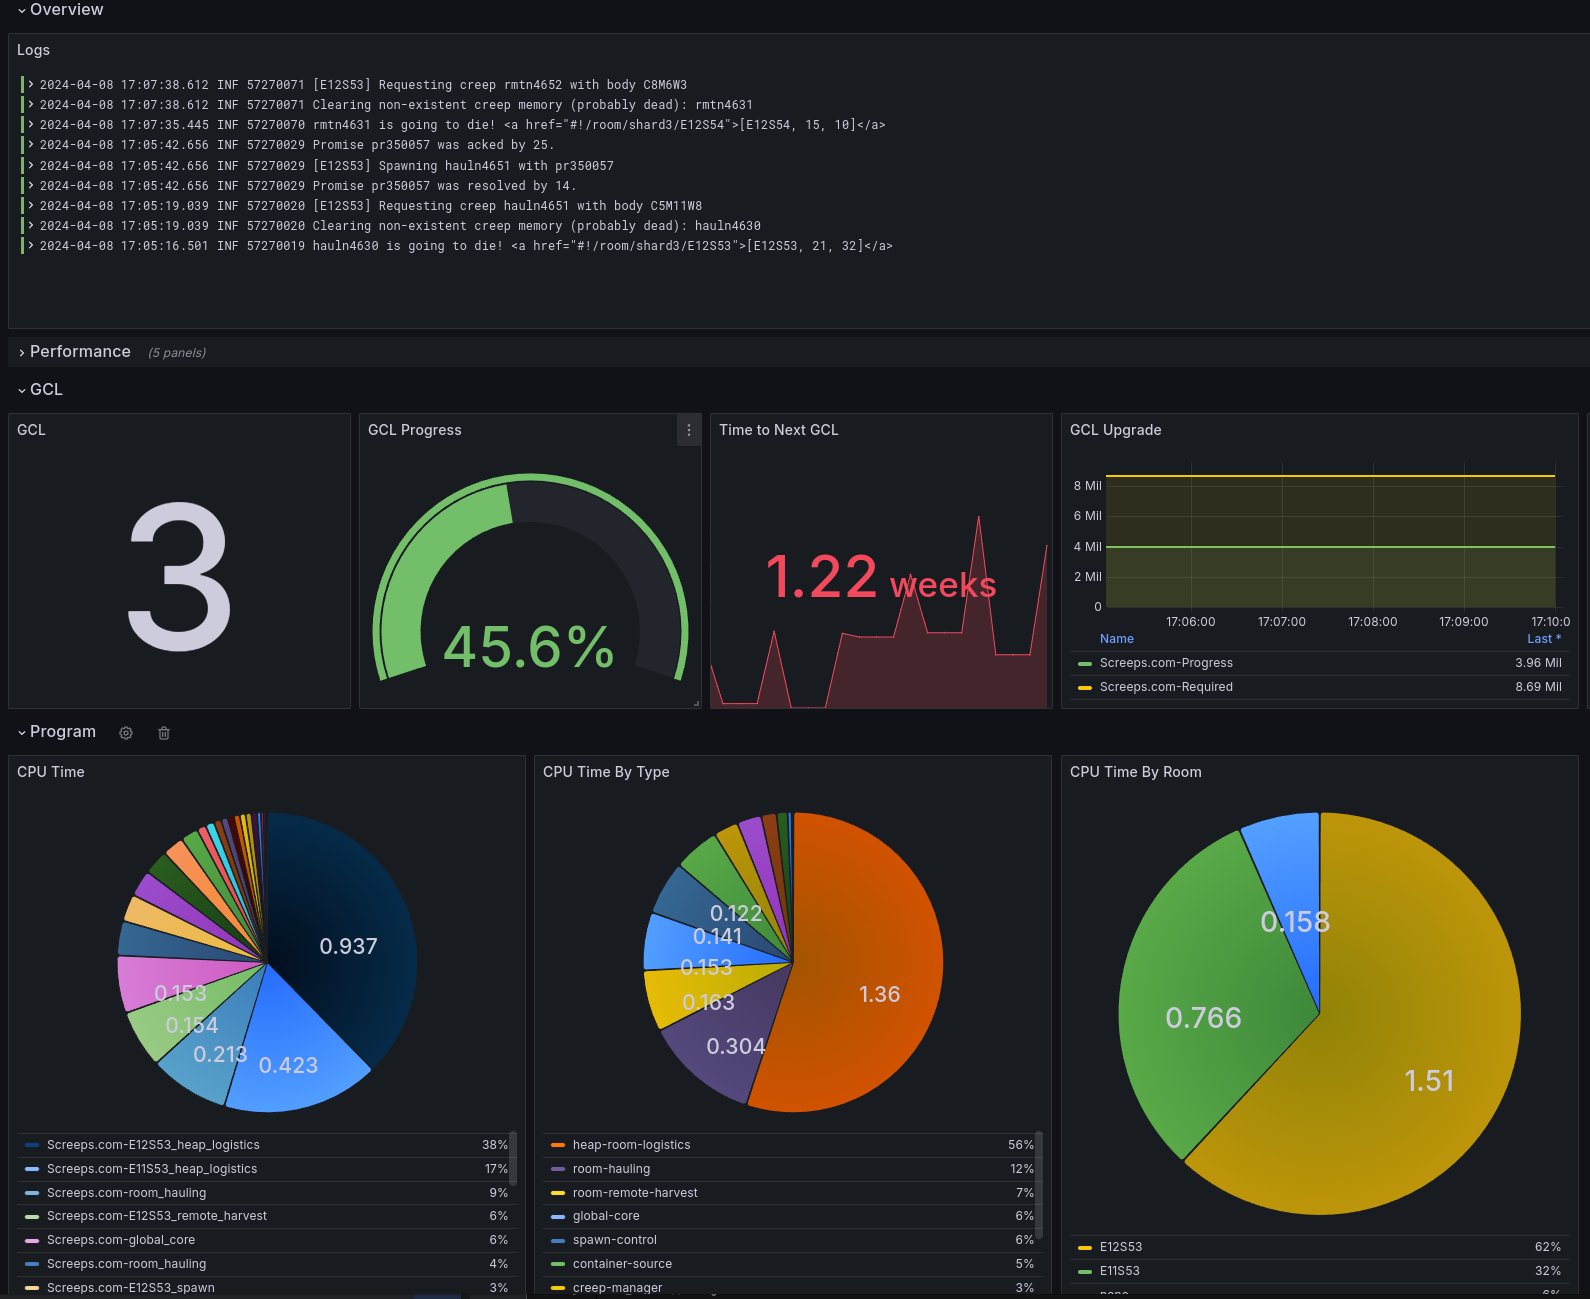 Overview
Logs
2024-04-08 17:07:38.612 INF 57270071 [E12S53] Requesting creep rmtn4652 with body C8M6W3
2024-04-08 17:07:38.612 INF 57270071 Clearing non-existent creep memory (probably dead): rmtn4631
2024-04-08 17:07:35.445 INF 57270070 rmtn4631 is going to die! <a href="#!/room/shard3/E12S54">[E12S54, 15, 10]</a>
2024-04-08 17:05:42.656 INF 57270029 Promise pr350057 was acked by 25.
2024-04-08 17:05:42.656 INF 57270029 [E12S53] Spawning hauln4651 with pr350057
2024-04-08 17:05:42.656 INF 57270029 Promise pr350057 was resolved by 14.
2024-04-08 17:05:19.039 INF 57270020 [E12S53] Requesting creep hauln4651 with body C5M11W8
2024-04-08 17:05:19.039 INF 57270020 Clearing non-existent creep memory (probably dead): hauln4630
2024-04-08 17:05:16.501 INF 57270019 hauln4630 is going to die! <a href="#!/room/shard3/E12S53">[E12S53, 21, 32]</a>
Performance (5 panels)
GCL
GCL
3
GCL Progress
45.6%
Time to Next GCL
1.22 weeks
GCL Upgrade
8 Mil
6 Mil
4 Mil
2 Mil
0
17:06:00 17:07:00 17:08:00 17:09:00 17:10:0
Name Last *
Screeps.com-Progress 3.96 Mil
Screeps.com-Required 8.69 Mil
Program
CPU Time
0.937
0.153
0.154
0.213
0.423
Screeps.com-E12S53_heap_logistics 38%
Screeps.com-E11S53_heap_logistics 17%
Screeps.com-room_hauling 9%
Screeps.com-E12S53_remote_harvest 6%
Screeps.com-global_core 6%
Screeps.com-room_hauling 4%
Screeps.com-E12S53_spawn 3%
CPU Time By Type
0.122
0.141
0.153
0.163
1.36
0.304
heap-room-logistics 56%
room-hauling 12%
room-remote-harvest 7%
global-core 6%
spawn-control 6%
container-source 5%
creep-manager 3%
CPU Time By Room
0.158
0.766
1.51
E12S53 62%
E11S53 32%